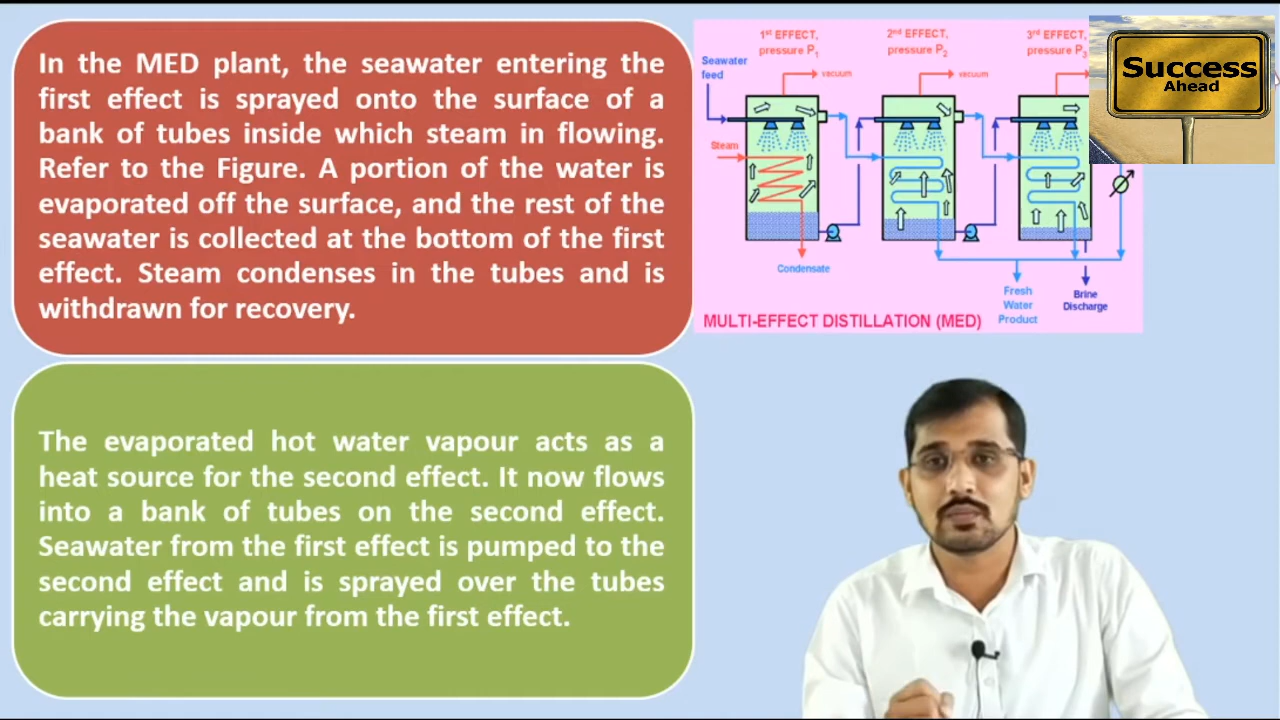 In the MED plant, the seawater entering the
first effect is sprayed onto the surface of a
bank of tubes inside which steam in flowing.
Refer to the Figure. A portion of the water is
evaporated off the surface, and the rest of the
seawater is collected at the bottom of the first
effect. Steam condenses in the tubes and is
withdrawn for recovery.
The evaporated hot water vapour acts as a
heat source for the second effect. It now flows
into a bank of tubes on the second effect.
Seawater from the first effect is pumped to the
second effect and is sprayed over the tubes
carrying the vapour from the first effect.
1st EFFECT,
pressure P1
2nd EFFECT,
pressure P2
3rd EFFECT,
pressure P3
Seawater
feed
vacuum
vacuum
Steam
Condensate
Fresh
Water
Product
Brine
Discharge
MULTI-EFFECT DISTILLATION (MED)
Success
Ahead